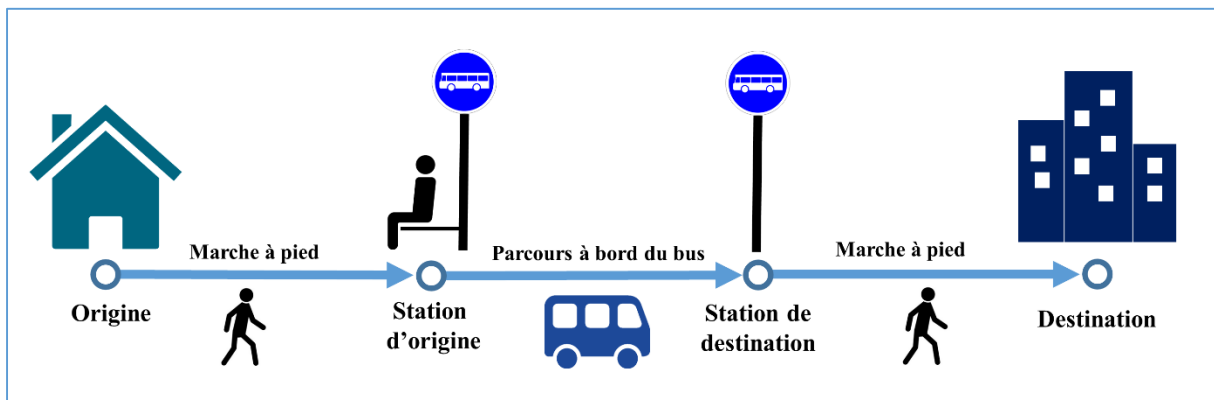 Marche à pied
Parcours à bord du bus
Marche à pied
Origine
Station
d’origine
Station de
destination
Destination